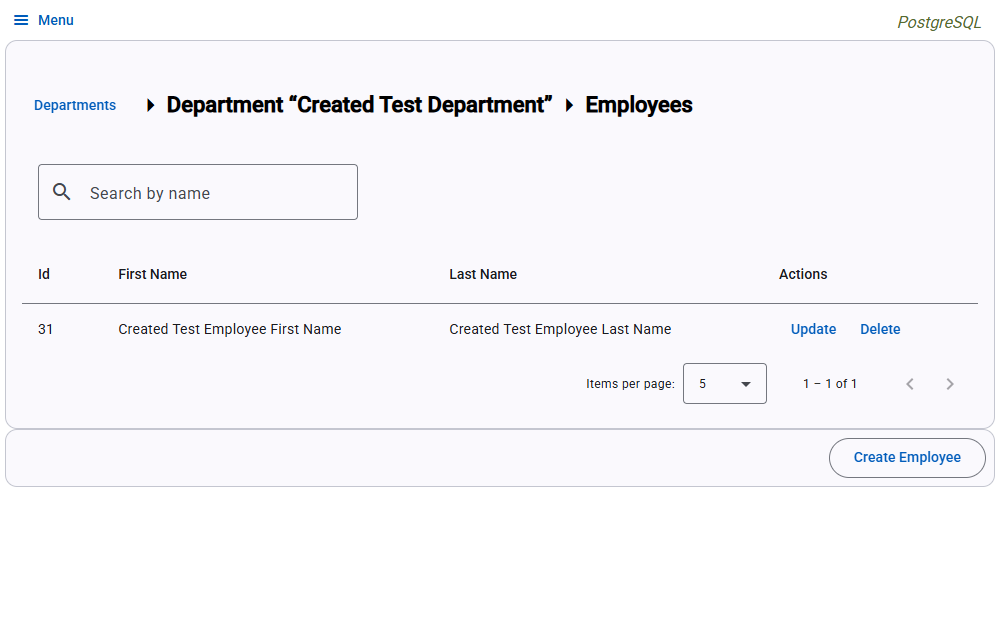 Menu
PostgreSQL
Departments
Department “Created Test Department”
Employees
Search by name
Id First Name Last Name Actions
31 Created Test Employee First Name Created Test Employee Last Name Update Delete
Items per page: 5 1 – 1 of 1
Create Employee